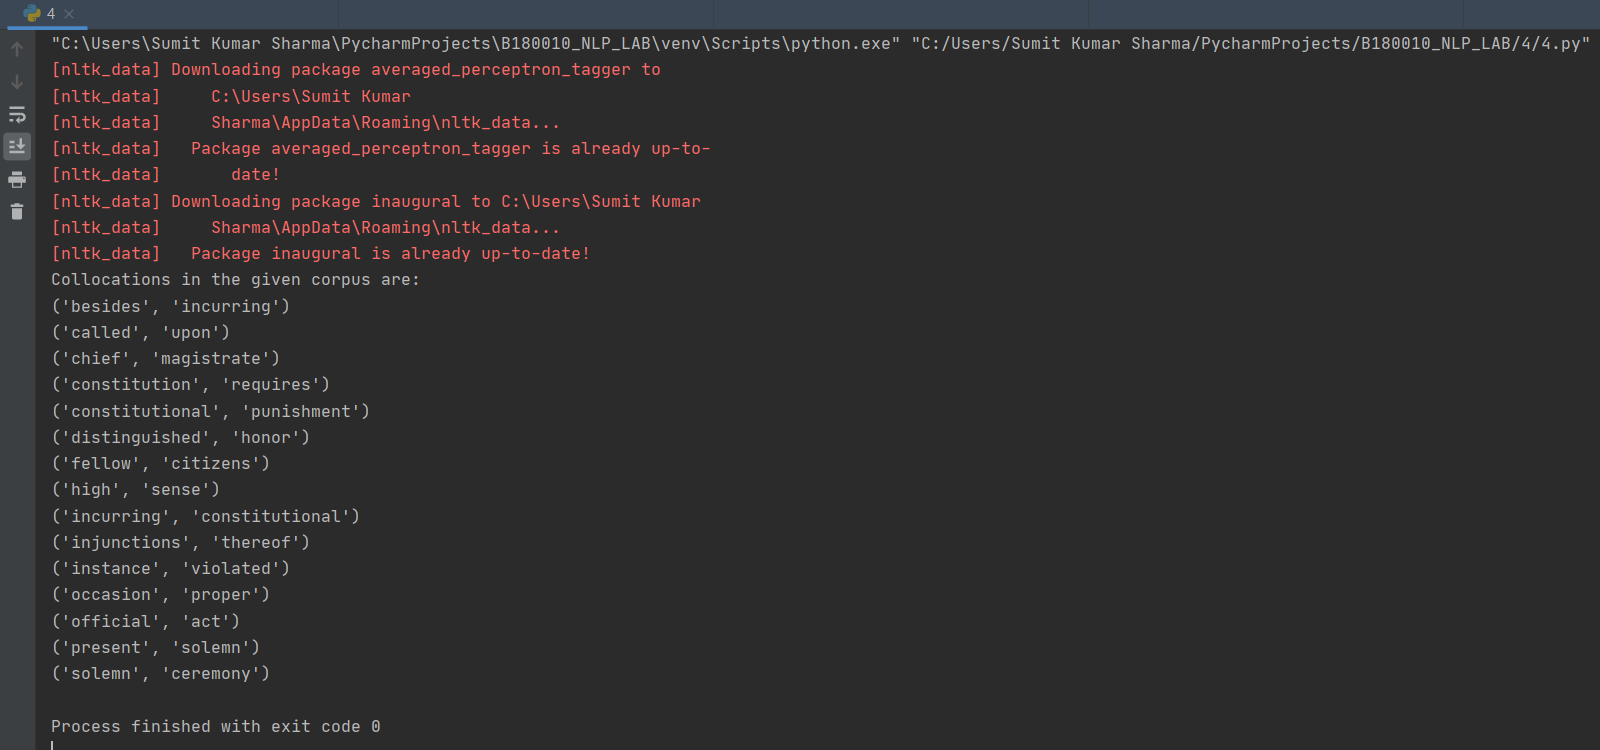 4
"C:\Users\Sumit Kumar Sharma\PycharmProjects\B180010_NLP_LAB\venv\Scripts\python.exe" "C:/Users/Sumit Kumar Sharma/PycharmProjects/B180010_NLP_LAB/4/4.py"
[nltk_data] Downloading package averaged_perceptron_tagger to
[nltk_data]     C:\Users\Sumit Kumar
[nltk_data]     Sharma\AppData\Roaming\nltk_data...
[nltk_data]   Package averaged_perceptron_tagger is already up-to-
[nltk_data]       date!
[nltk_data] Downloading package inaugural to C:\Users\Sumit Kumar
[nltk_data]     Sharma\AppData\Roaming\nltk_data...
[nltk_data]   Package inaugural is already up-to-date!
Collocations in the given corpus are:
('besides', 'incurring')
('called', 'upon')
('chief', 'magistrate')
('constitution', 'requires')
('constitutional', 'punishment')
('distinguished', 'honor')
('fellow', 'citizens')
('high', 'sense')
('incurring', 'constitutional')
('injunctions', 'thereof')
('instance', 'violated')
('occasion', 'proper')
('official', 'act')
('present', 'solemn')
('solemn', 'ceremony')
Process finished with exit code 0